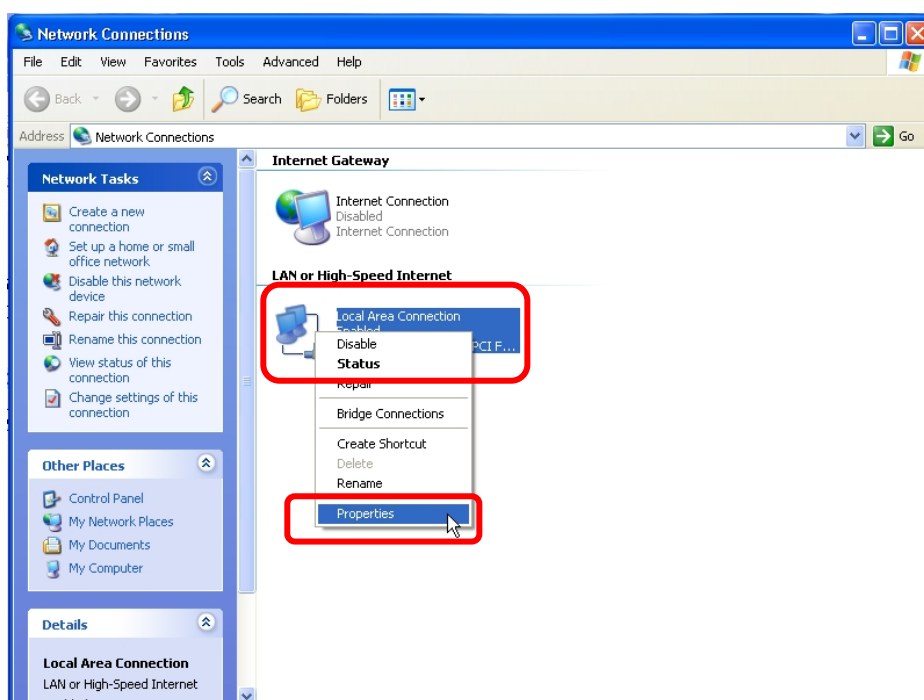 Network Connections
File Edit View Favorites Tools Advanced Help
Back Search Folders
Address Network Connections Go
Network Tasks
Create a new
connection
Set up a home or small
office network
Disable this network
device
Repair this connection
Rename this connection
View status of this
connection
Change settings of this
connection
Other Places
Control Panel
My Network Places
My Documents
My Computer
Details
Local Area Connection
LAN or High-Speed Internet
Internet Gateway
Internet Connection
Disabled
Internet Connection
LAN or High-Speed Internet
Local Area Connection
Enabled
PCI F...
Disable
Status
Repair
Bridge Connections
Create Shortcut
Delete
Rename
Properties